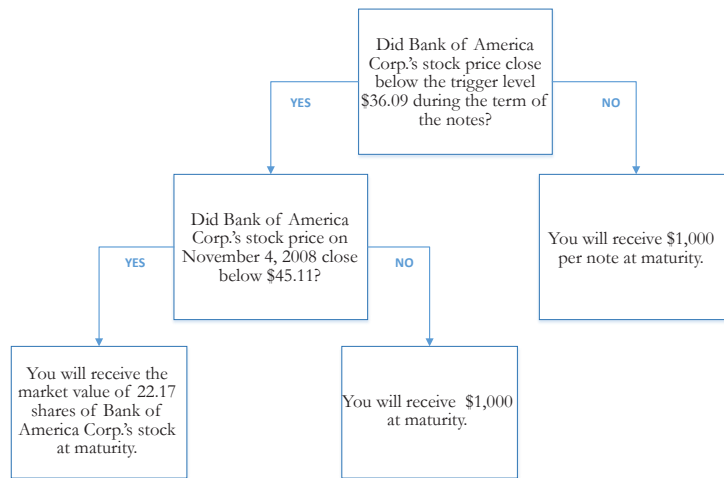 Did Bank of America
Corp.'s stock price close
below the trigger level
$36.09 during the term of
the notes?
YES
NO
Did Bank of America
Corp.'s stock price on
November 4, 2008 close
below $45.11?
You will receive $1,000
per note at maturity.
YES
NO
You will receive the
market value of 22.17
shares of Bank of
America Corp.'s stock
at maturity.
You will receive $1,000
at maturity.